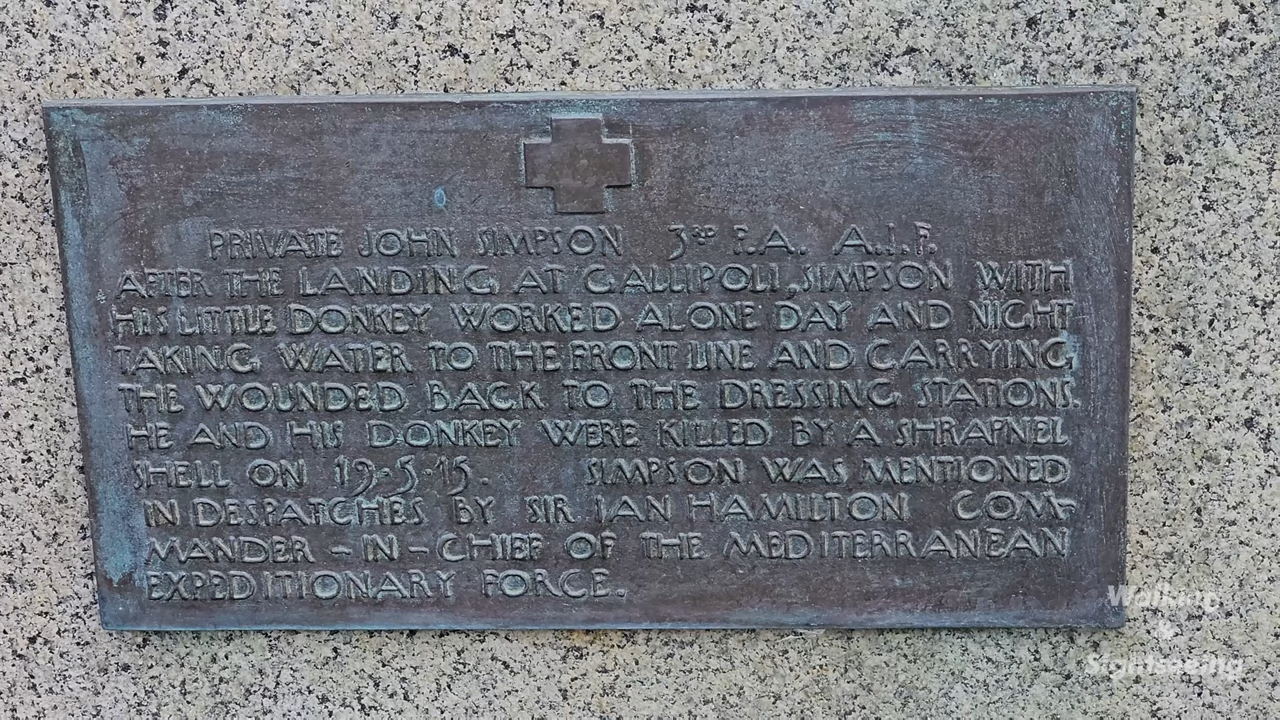 PRIVATE JOHN SIMPSON 3RD F.A. A.I.F.
AFTER THE LANDING AT GALLIPOLI, SIMPSON WITH
HIS LITTLE DONKEY WORKED ALONE DAY AND NIGHT
TAKING WATER TO THE FRONT LINE AND CARRYING
THE WOUNDED BACK TO THE DRESSING STATIONS.
HE AND HIS DONKEY WERE KILLED BY A SHRAPNEL
SHELL ON 19·5·15. SIMPSON WAS MENTIONED
IN DESPATCHES BY SIR IAN HAMILTON COM-
MANDER-IN-CHIEF OF THE MEDITERRANEAN
EXPEDITIONARY FORCE.
Walking
&
Sightseeing